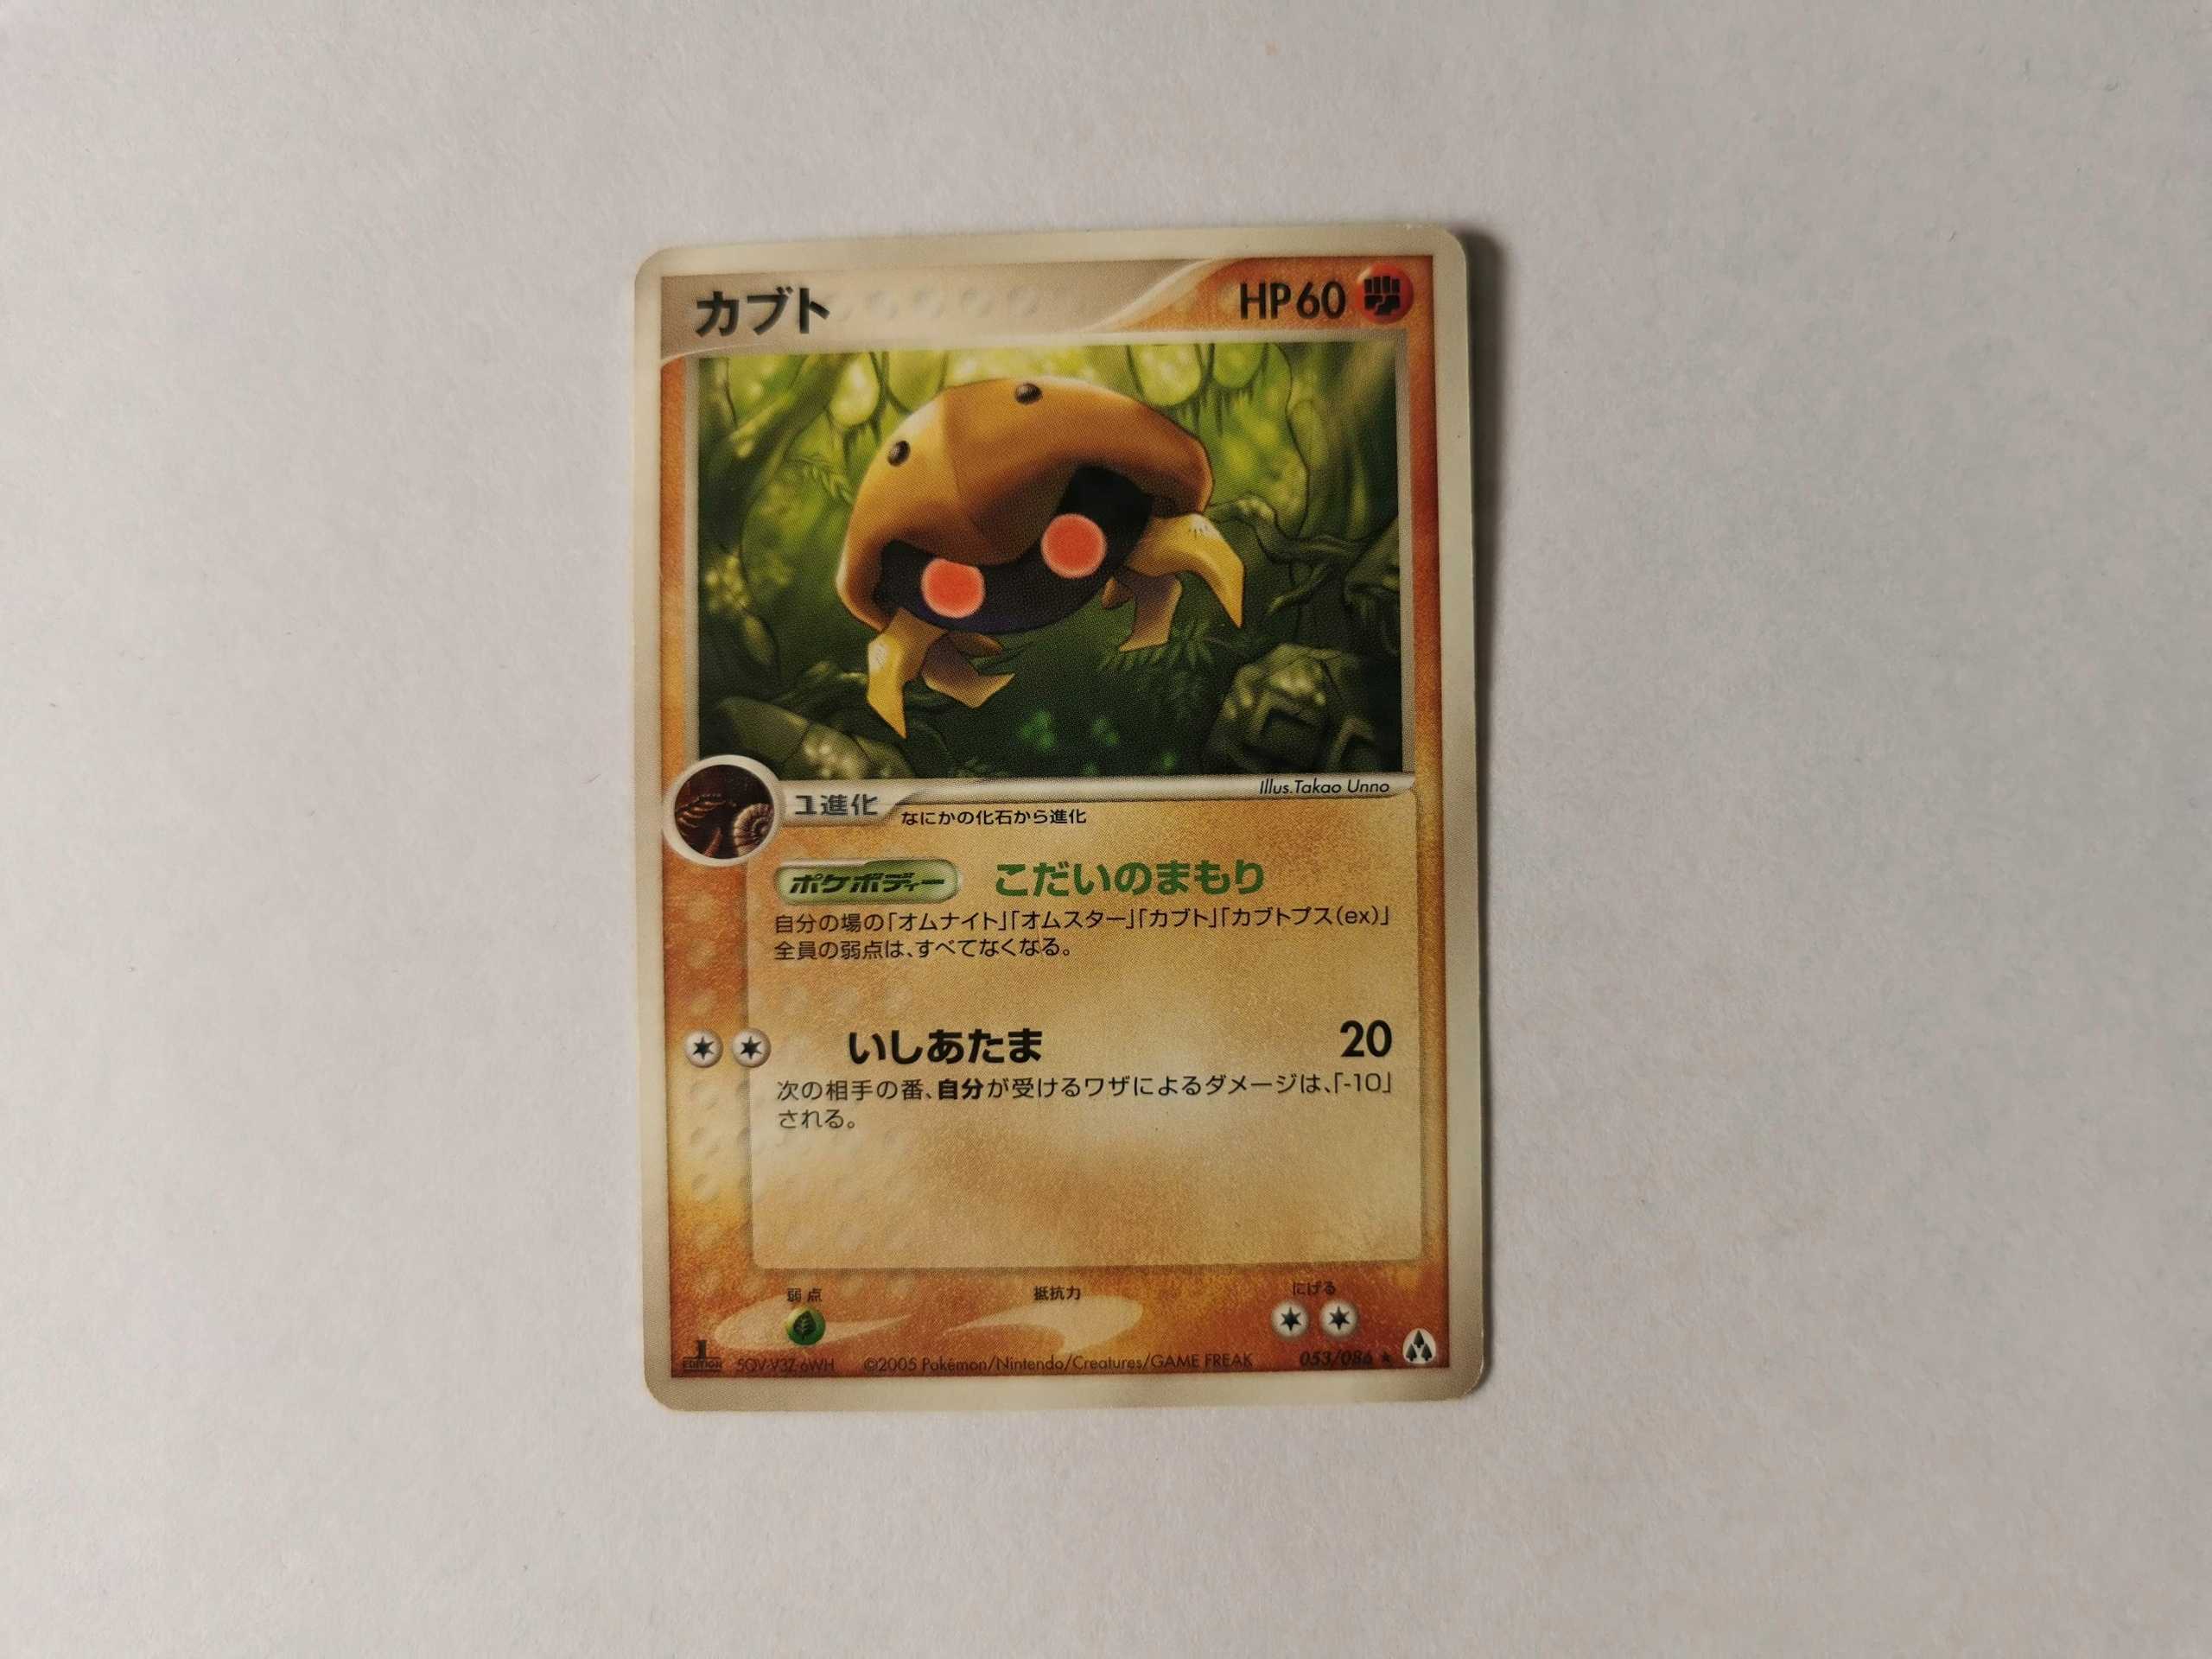 カブト
HP60
Illus.Takao Unno
1進化
なにかの化石から進化
ポケボディー こだいのまもり
自分の場の「オムナイト」「オムスター」「カブト」「カブトプス(ex)」
全員の弱点は、すべてなくなる。
いしあたま 20
次の相手の番、自分が受けるワザによるダメージは、「-10」
される。
弱点 抵抗力 にげる
1 EDITION 5QV-V3Z-6WH ©2005 Pokémon/Nintendo/Creatures/GAME FREAK 053/086 ★